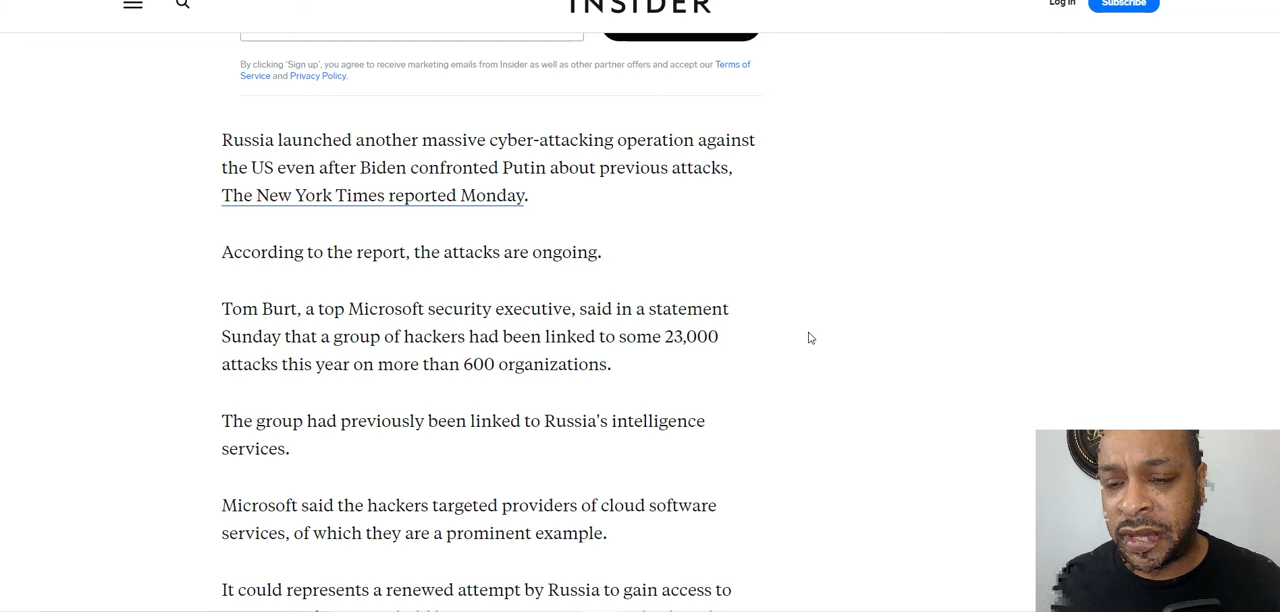 INSIDER
Log in
Subscribe
By clicking 'Sign up', you agree to receive marketing emails from Insider as well as other partner offers and accept our Terms of
Service and Privacy Policy.
Russia launched another massive cyber-attacking operation against
the US even after Biden confronted Putin about previous attacks,
The New York Times reported Monday.
According to the report, the attacks are ongoing.
Tom Burt, a top Microsoft security executive, said in a statement
Sunday that a group of hackers had been linked to some 23,000
attacks this year on more than 600 organizations.
The group had previously been linked to Russia's intelligence
services.
Microsoft said the hackers targeted providers of cloud software
services, of which they are a prominent example.
It could represents a renewed attempt by Russia to gain access to